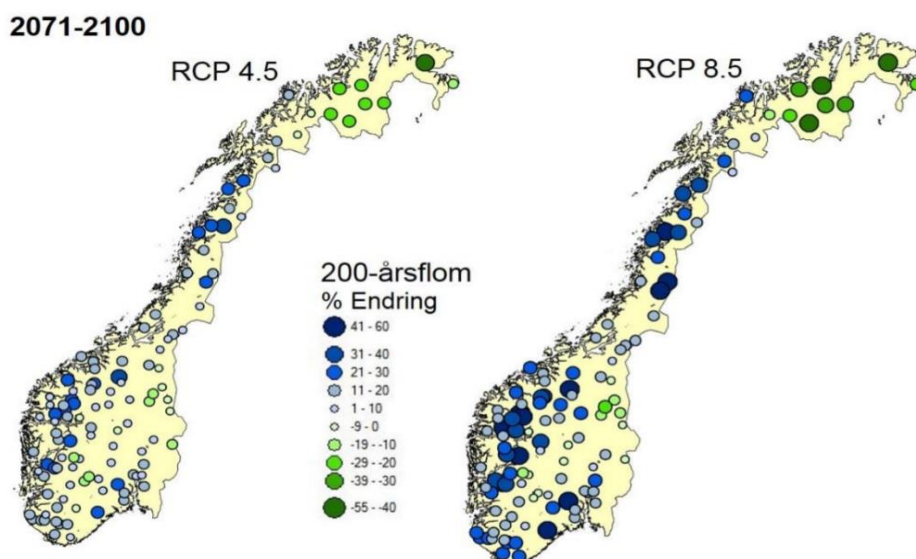 2071-2100
RCP 4.5
RCP 8.5
200-årsflom
% Endring
41 - 60
31 - 40
21 - 30
11 - 20
1 - 10
-9 - 0
-19 - -10
-29 - -20
-39 - -30
-55 - -40